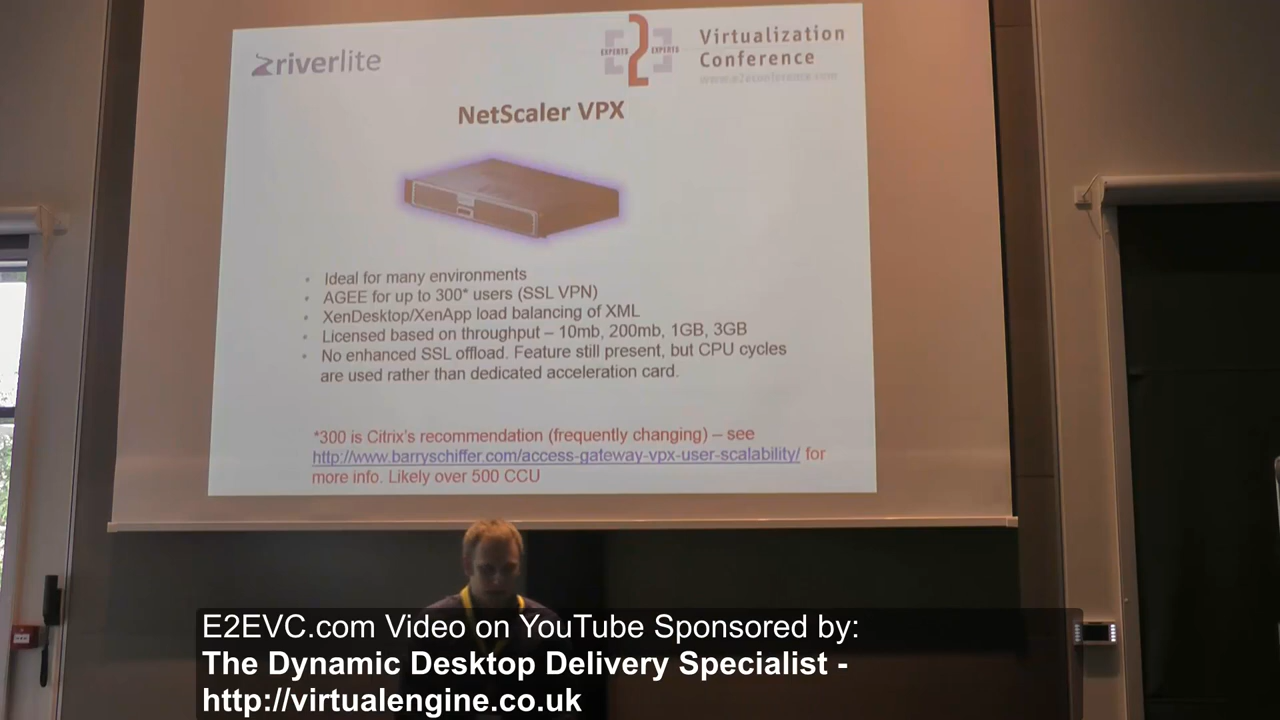 riverlite
EXPERTS 2 EXPERTS
Virtualization
Conference
www.e2evconference.com
NetScaler VPX
• Ideal for many environments
• AGEE for up to 300* users (SSL VPN)
• XenDesktop/XenApp load balancing of XML
• Licensed based on throughput – 10mb, 200mb, 1GB, 3GB
• No enhanced SSL offload. Feature still present, but CPU cycles
are used rather than dedicated acceleration card.
*300 is Citrix's recommendation (frequently changing) – see
http://www.barryschiffer.com/access-gateway-vpx-user-scalability/ for
more info. Likely over 500 CCU
E2EVC.com Video on YouTube Sponsored by:
The Dynamic Desktop Delivery Specialist -
http://virtualengine.co.uk